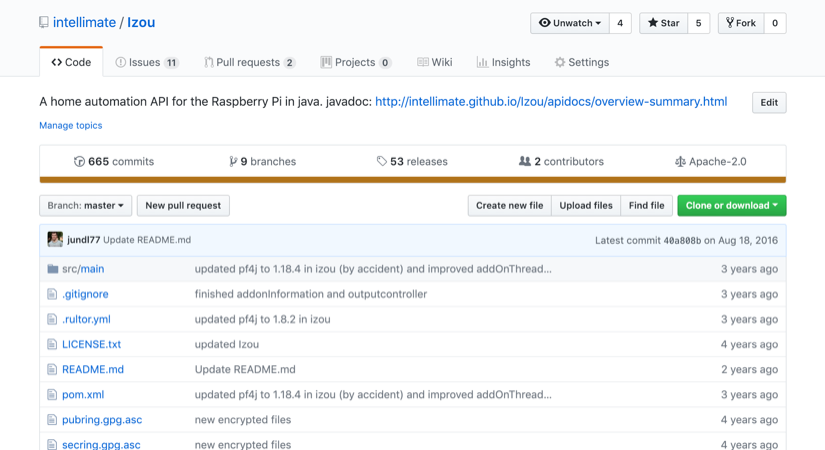 intellimate / Izou
Unwatch 4 Star 5 Fork 0
Code Issues 11 Pull requests 2 Projects 0 Wiki Insights Settings
A home automation API for the Raspberry Pi in java. javadoc: http://intellimate.github.io/Izou/apidocs/overview-summary.html Edit
Manage topics
665 commits 9 branches 53 releases 2 contributors Apache-2.0
Branch: master New pull request Create new file Upload files Find file Clone or download
jundl77 Update README.md Latest commit 40a808b on Aug 18, 2016
src/main updated pf4j to 1.18.4 in izou (by accident) and improved addOnThread... 3 years ago
.gitignore finished addonInformation and outputcontroller 3 years ago
.rultor.yml updated pf4j to 1.8.2 in izou 3 years ago
LICENSE.txt updated Izou 4 years ago
README.md Update README.md 2 years ago
pom.xml updated pf4j to 1.18.4 in izou (by accident) and improved addOnThread... 3 years ago
pubring.gpg.asc new encrypted files 4 years ago
secring.gpg.asc new encrypted files 4 years ago